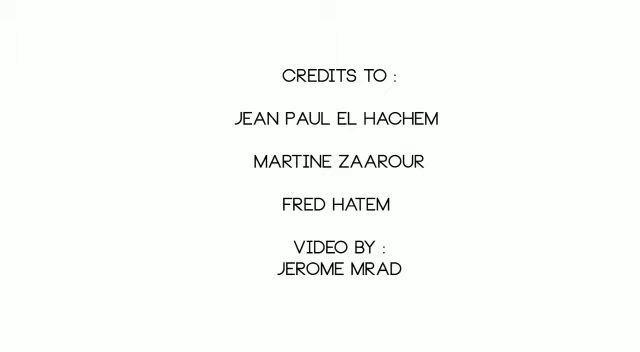 CREDITS TO :
JEAN PAUL EL HACHEM
MARTINE ZAAROUR
FRED HATEM
VIDEO BY :
JEROME MRAD